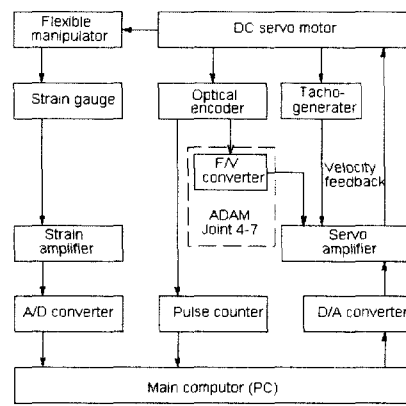 Flexible
manipulator
DC servo motor
Strain gauge
Optical
encoder
Tacho-
generater
F/V
converter
Velocity
feedback
ADAM
Joint 4-7
Strain
amplifier
Servo
amplifier
A/D converter
Pulse counter
D/A converter
Main computor (PC)